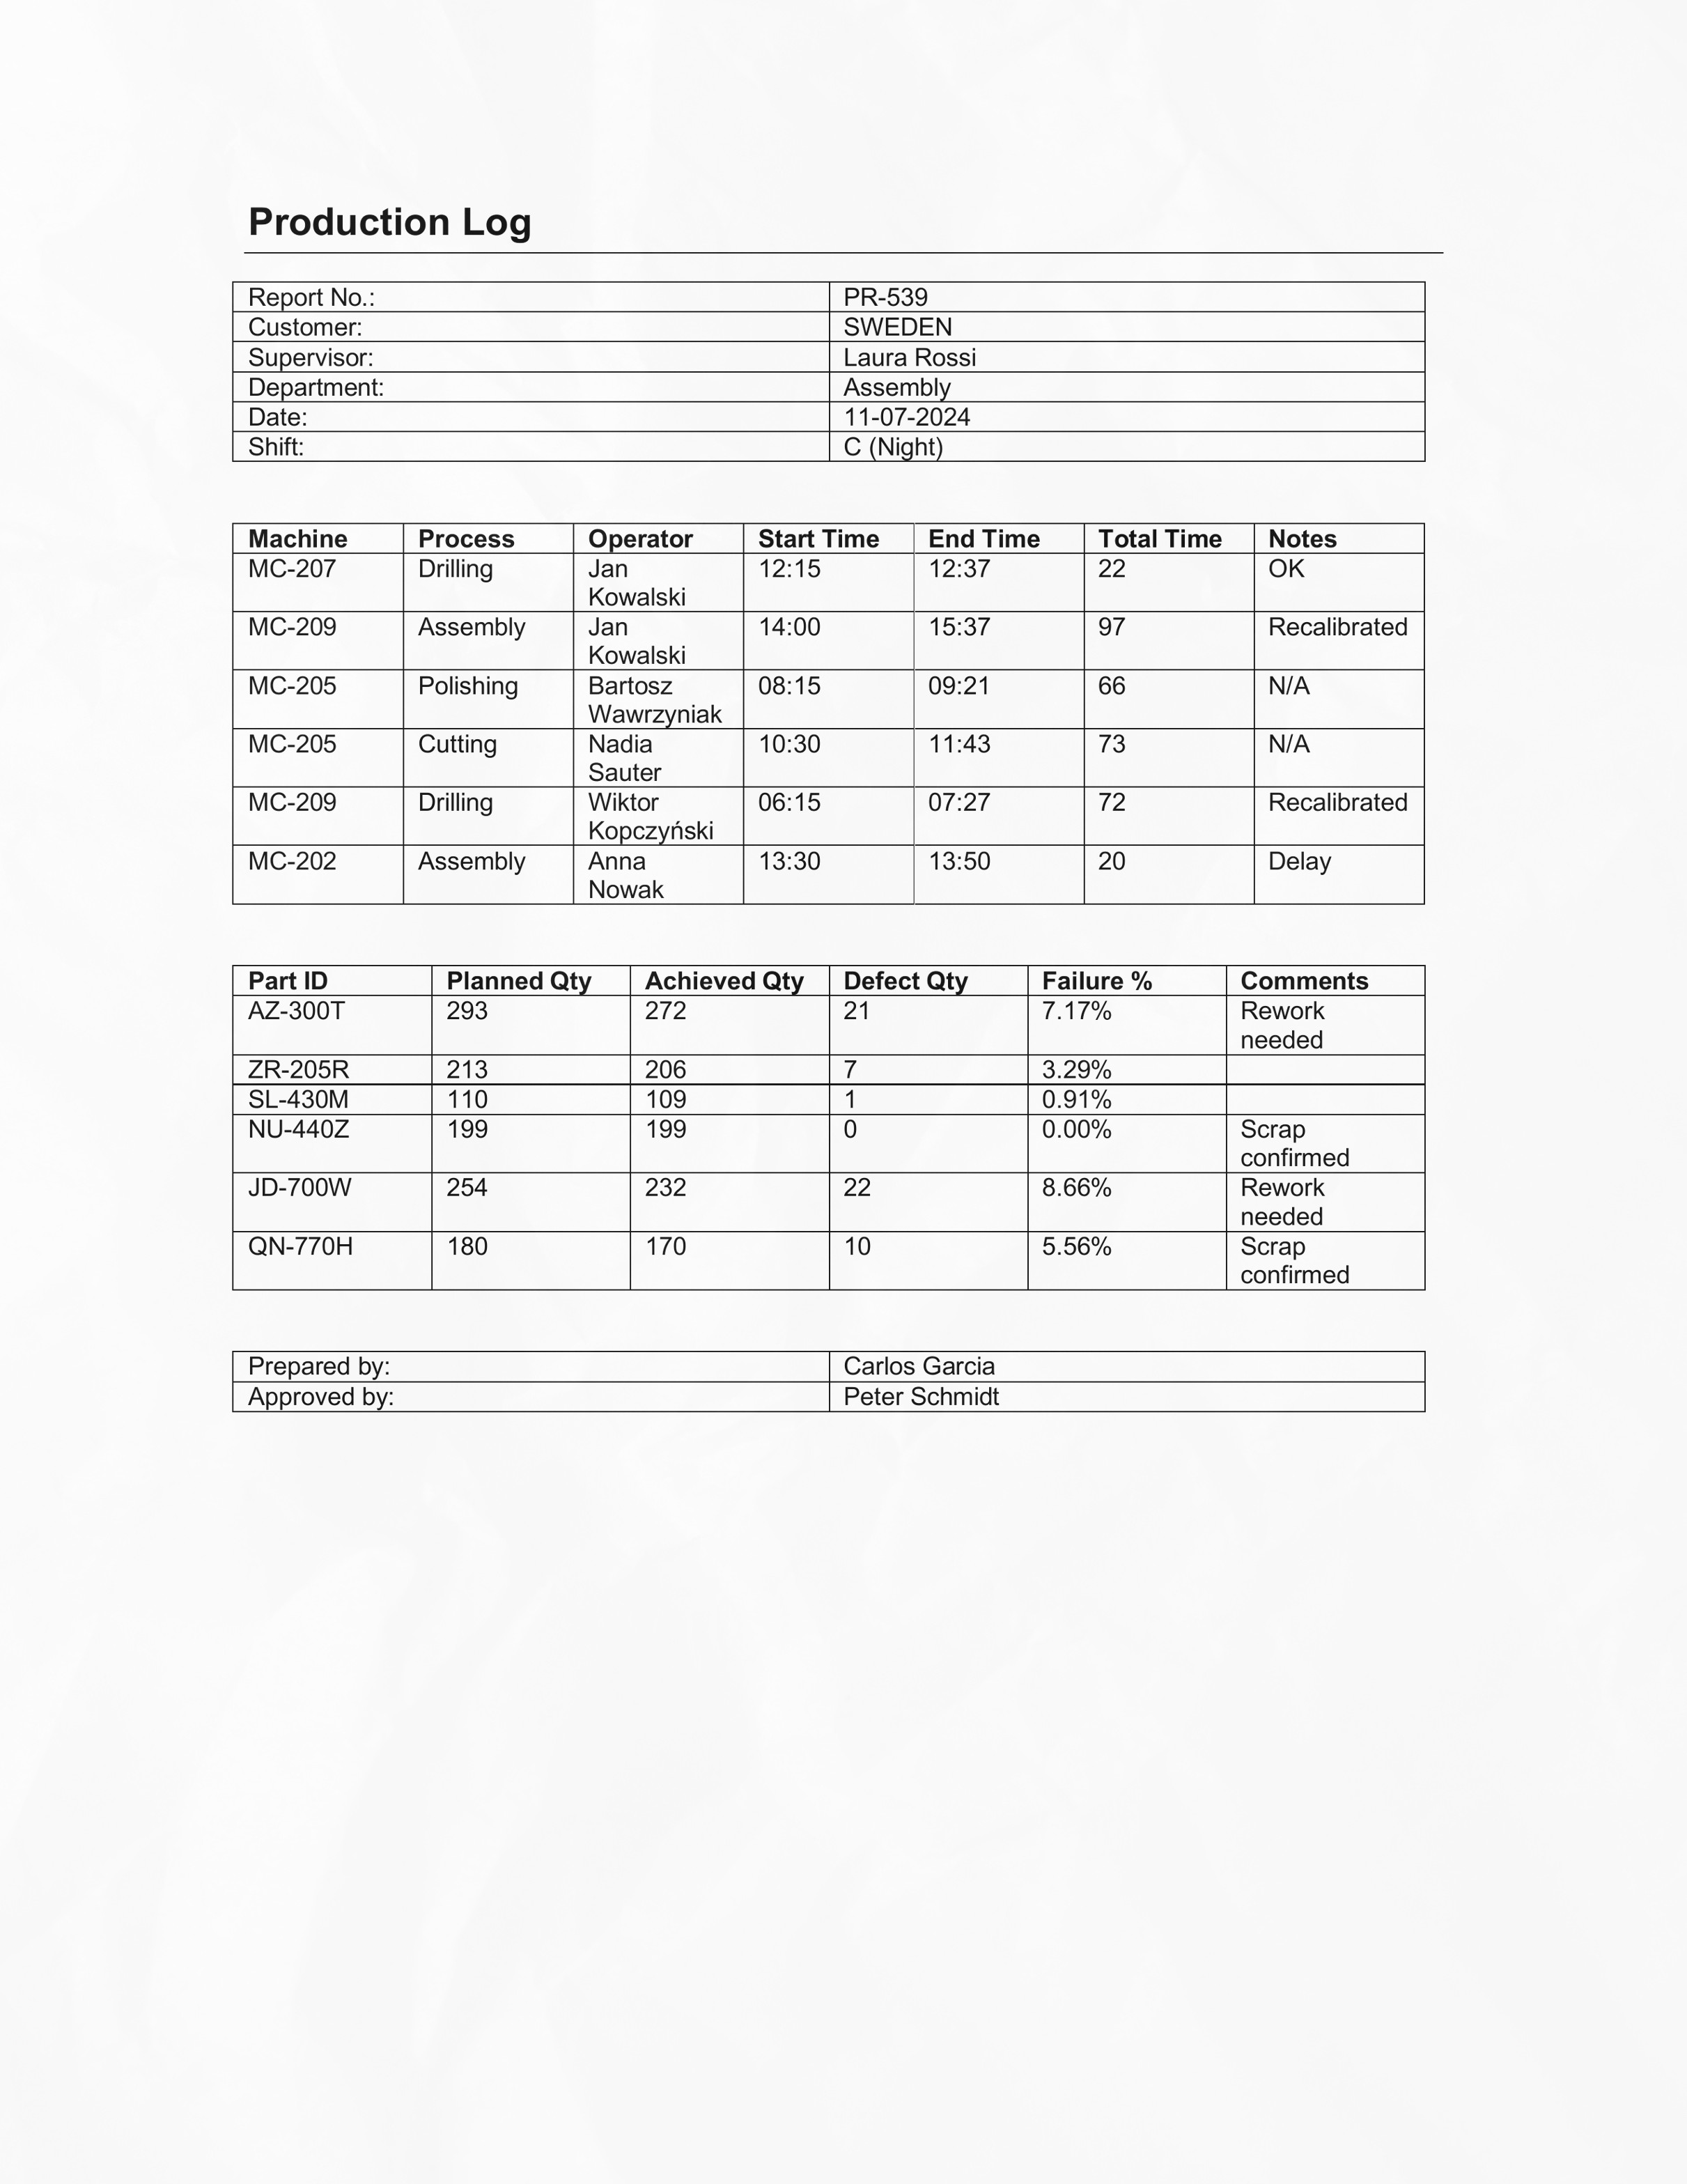 Production Log
Report No.: PR-539
Customer: SWEDEN
Supervisor: Laura Rossi
Department: Assembly
Date: 11-07-2024
Shift: C (Night)
Machine Process Operator Start Time End Time Total Time Notes
MC-207 Drilling Jan 12:15 12:37 22 OK
Kowalski
MC-209 Assembly Jan 14:00 15:37 97 Recalibrated
Kowalski
MC-205 Polishing Bartosz 08:15 09:21 66 N/A
Wawrzyniak
MC-205 Cutting Nadia 10:30 11:43 73 N/A
Sauter
MC-209 Drilling Wiktor 06:15 07:27 72 Recalibrated
Kopczyński
MC-202 Assembly Anna 13:30 13:50 20 Delay
Nowak
Part ID Planned Qty Achieved Qty Defect Qty Failure % Comments
AZ-300T 293 272 21 7.17% Rework
needed
ZR-205R 213 206 7 3.29%
SL-430M 110 109 1 0.91%
NU-440Z 199 199 0 0.00% Scrap
confirmed
JD-700W 254 232 22 8.66% Rework
needed
QN-770H 180 170 10 5.56% Scrap
confirmed
Prepared by: Carlos Garcia
Approved by: Peter Schmidt